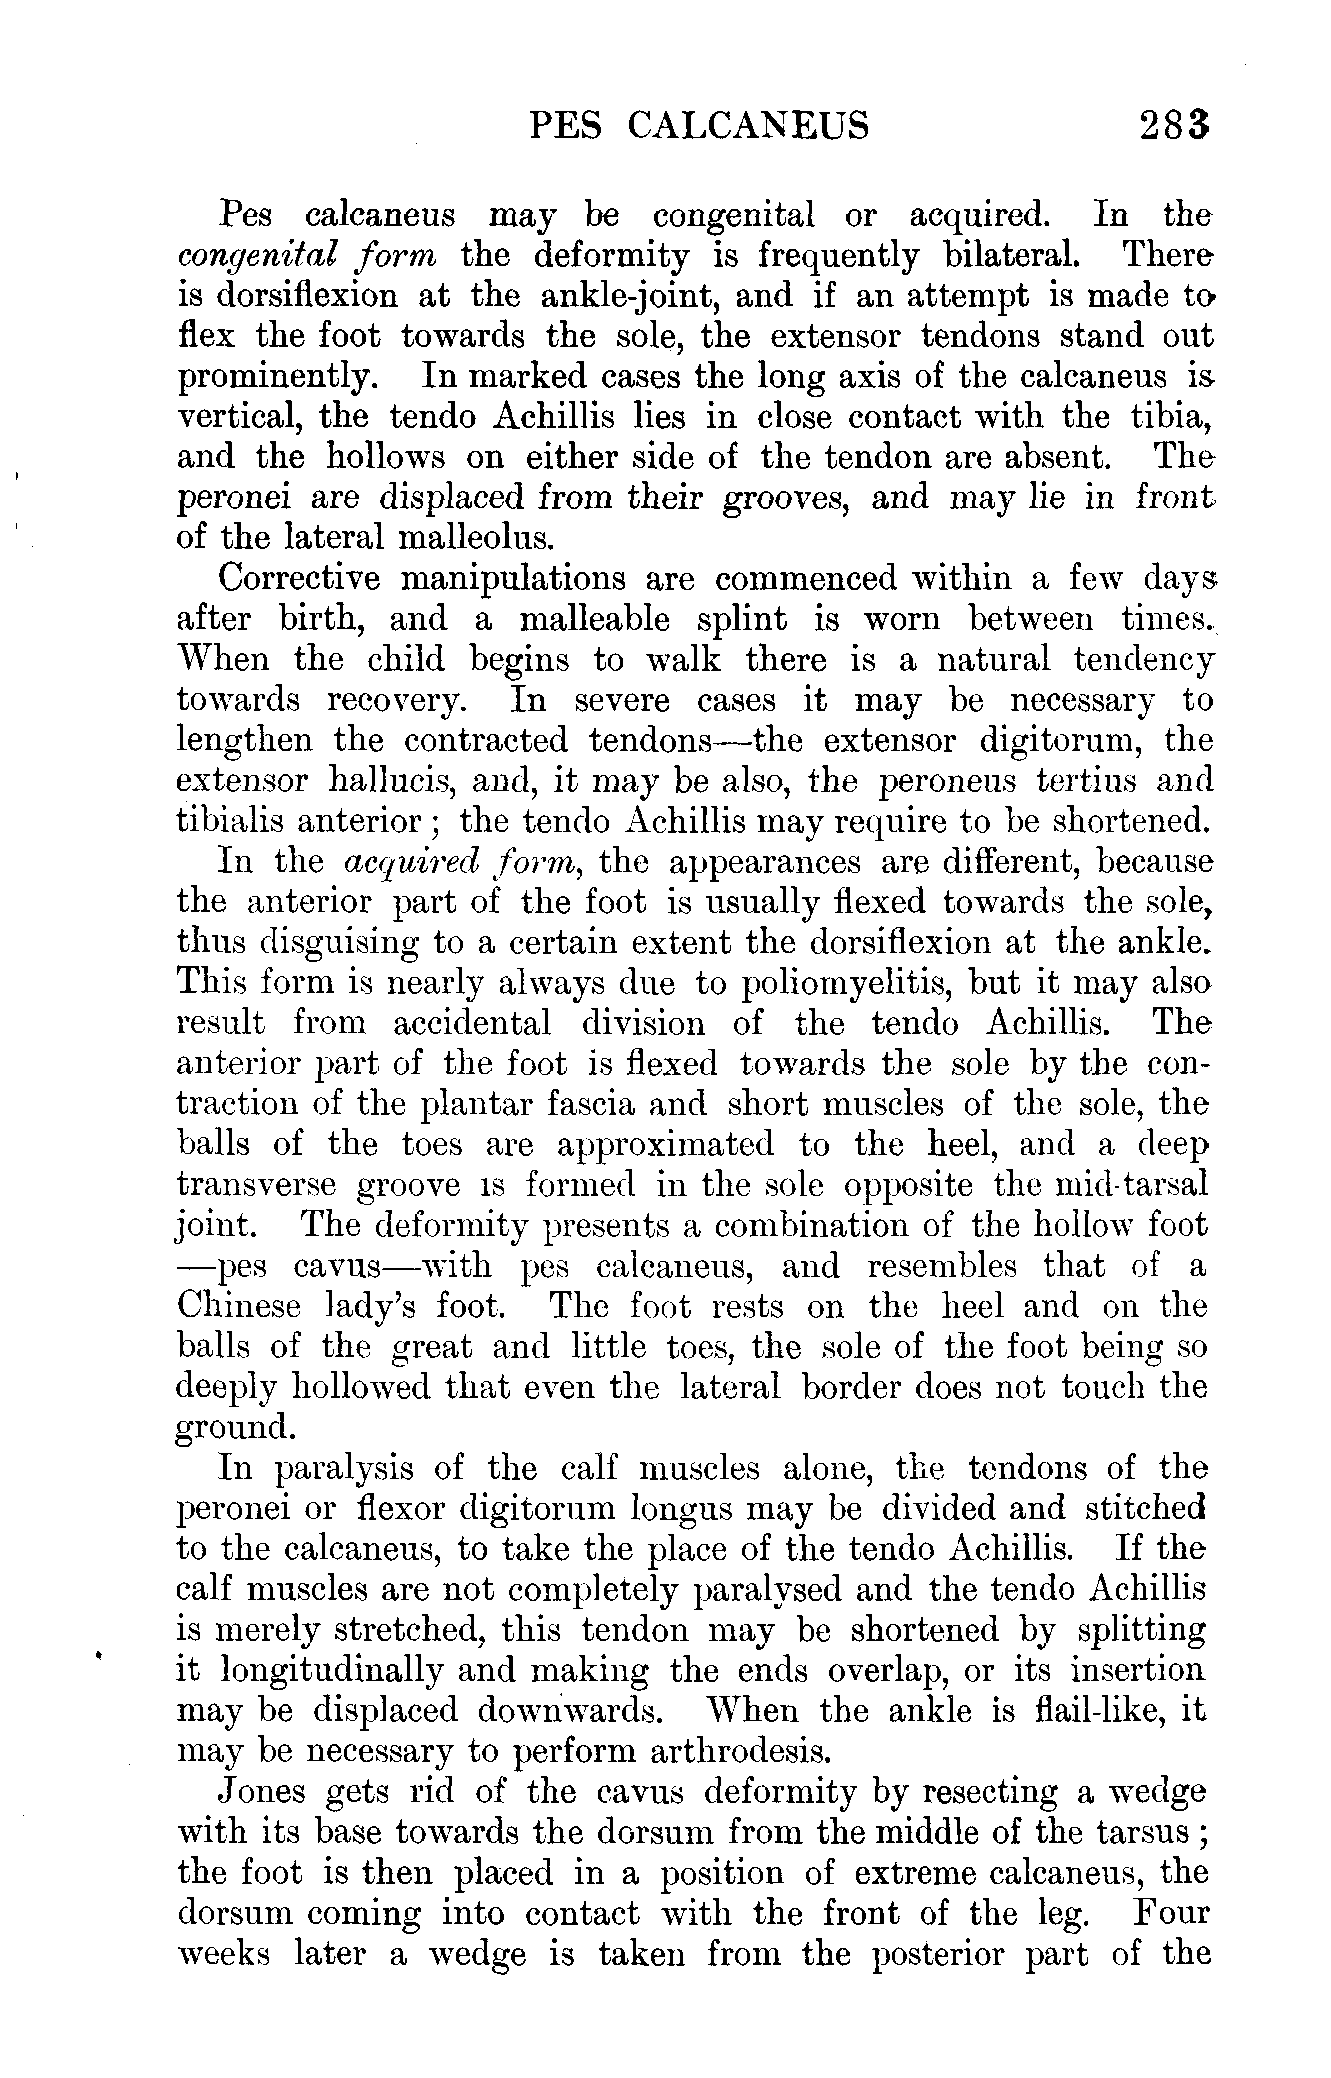 PES CALCANEUS 283
Pes calcaneus may be congenital or acquired. In the
congenital form the deformity is frequently bilateral. There
is dorsiflexion at the ankle-joint, and if an attempt is made to
flex the foot towards the sole, the extensor tendons stand out
prominently. In marked cases the long axis of the calcaneus is
vertical, the tendo Achillis lies in close contact with the tibia,
and the hollows on either side of the tendon are absent. The
peronei are displaced from their grooves, and may lie in front
of the lateral malleolus.
Corrective manipulations are commenced within a few days
after birth, and a malleable splint is worn between times.
When the child begins to walk there is a natural tendency
towards recovery. In severe cases it may be necessary to
lengthen the contracted tendons—the extensor digitorum, the
extensor hallucis, and, it may be also, the peroneus tertius and
tibialis anterior; the tendo Achillis may require to be shortened.
In the acquired form, the appearances are different, because
the anterior part of the foot is usually flexed towards the sole,
thus disguising to a certain extent the dorsiflexion at the ankle.
This form is nearly always due to poliomyelitis, but it may also
result from accidental division of the tendo Achillis. The
anterior part of the foot is flexed towards the sole by the con-
traction of the plantar fascia and short muscles of the sole, the
balls of the toes are approximated to the heel, and a deep
transverse groove is formed in the sole opposite the mid-tarsal
joint. The deformity presents a combination of the hollow foot
—pes cavus—with pes calcaneus, and resembles that of a
Chinese lady's foot. The foot rests on the heel and on the
balls of the great and little toes, the sole of the foot being so
deeply hollowed that even the lateral border does not touch the
ground.
In paralysis of the calf muscles alone, the tendons of the
peronei or flexor digitorum longus may be divided and stitched
to the calcaneus, to take the place of the tendo Achillis. If the
calf muscles are not completely paralysed and the tendo Achillis
is merely stretched, this tendon may be shortened by splitting
it longitudinally and making the ends overlap, or its insertion
may be displaced downwards. When the ankle is flail-like, it
may be necessary to perform arthrodesis.
Jones gets rid of the cavus deformity by resecting a wedge
with its base towards the dorsum from the middle of the tarsus;
the foot is then placed in a position of extreme calcaneus, the
dorsum coming into contact with the front of the leg. Four
weeks later a wedge is taken from the posterior part of the